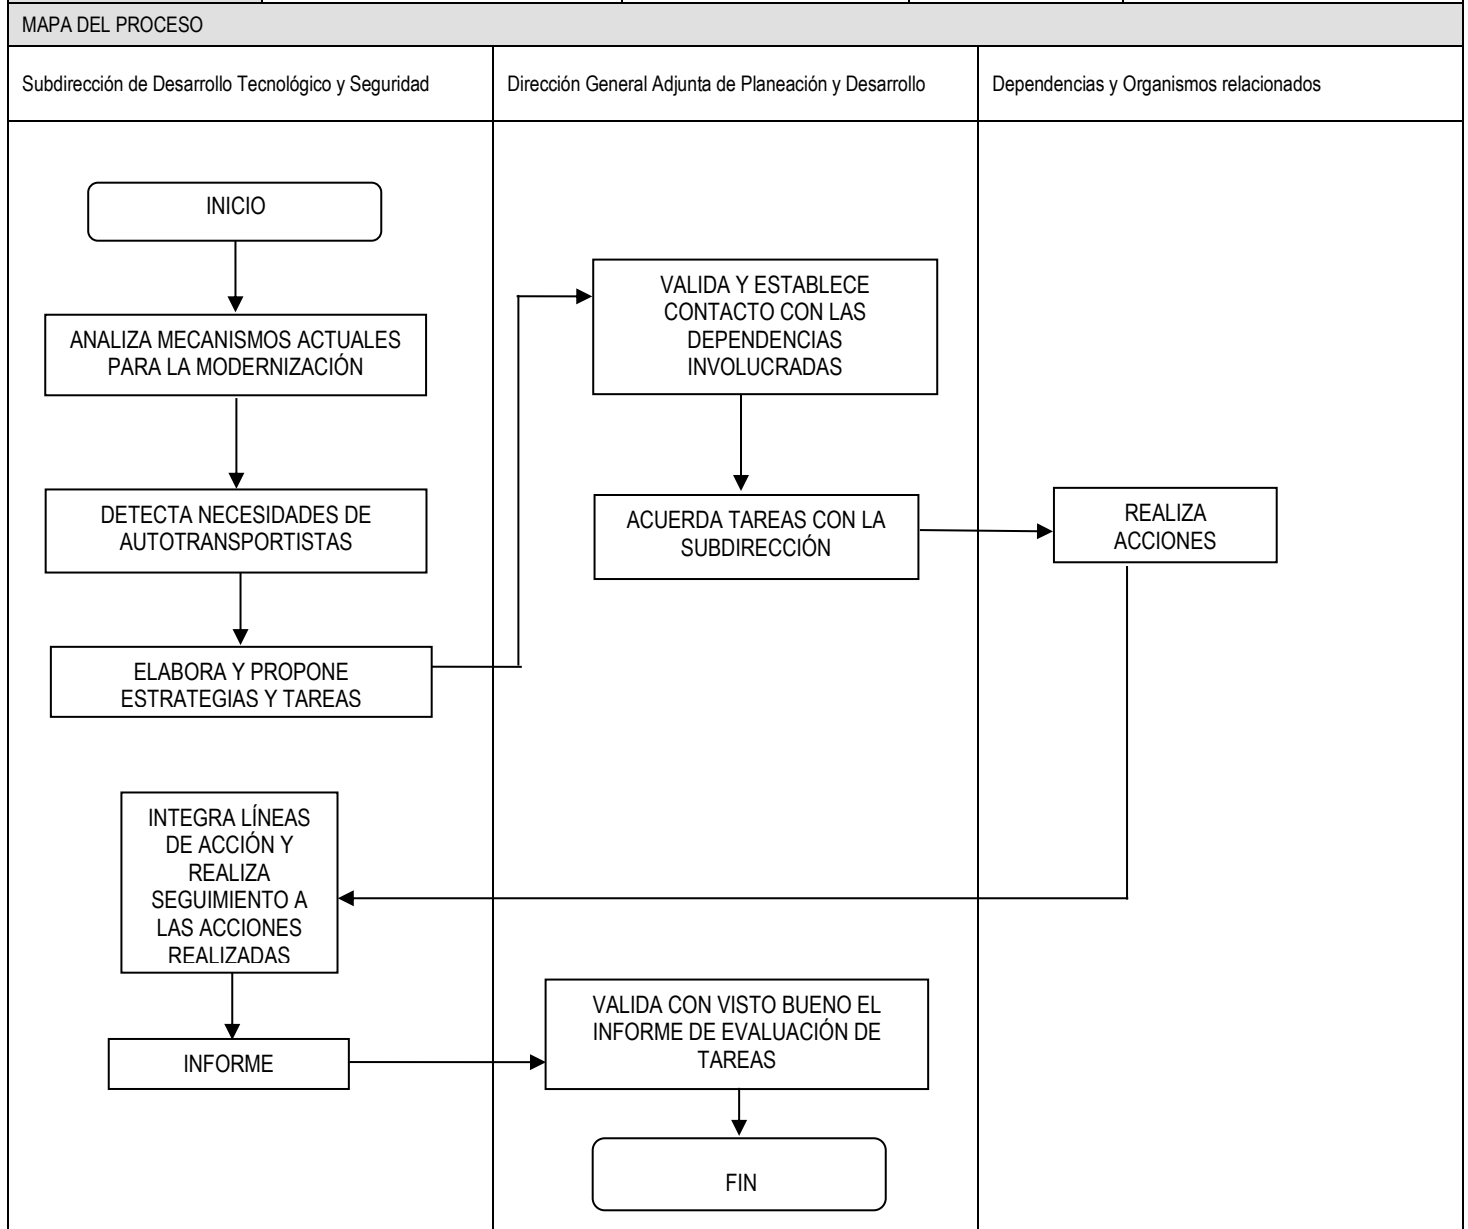 MAPA DEL PROCESO
Subdirección de Desarrollo Tecnológico y Seguridad
Dirección General Adjunta de Planeación y Desarrollo
Dependencias y Organismos relacionados
INICIO
ANALIZA MECANISMOS ACTUALES
PARA LA MODERNIZACIÓN
DETECTA NECESIDADES DE
AUTOTRANSPORTISTAS
ELABORA Y PROPONE
ESTRATEGIAS Y TAREAS
VALIDA Y ESTABLECE
CONTACTO CON LAS
DEPENDENCIAS
INVOLUCRADAS
ACUERDA TAREAS CON LA
SUBDIRECCIÓN
REALIZA
ACCIONES
INTEGRA LÍNEAS
DE ACCIÓN Y
REALIZA
SEGUIMIENTO A
LAS ACCIONES
REALIZADAS
INFORME
VALIDA CON VISTO BUENO EL
INFORME DE EVALUACIÓN DE
TAREAS
FIN